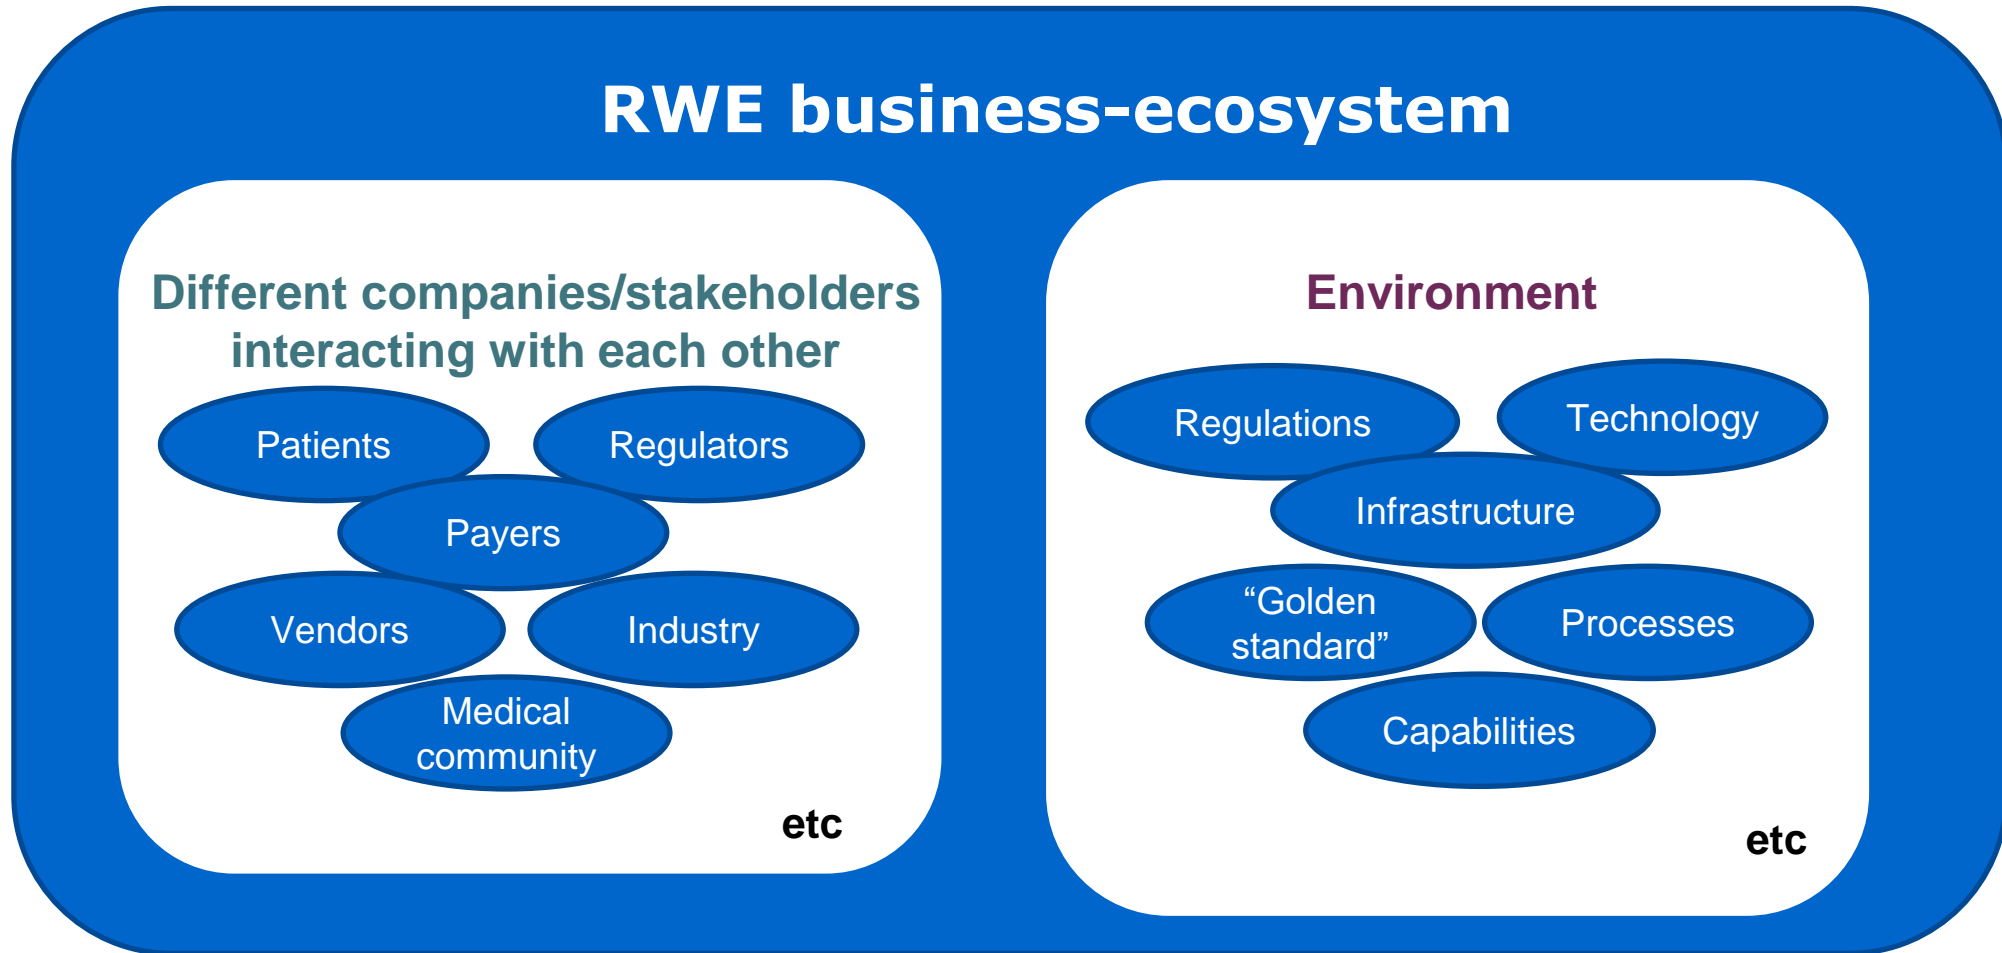 RWE business-ecosystem
Different companies/stakeholders
interacting with each other
Patients
Regulators
Payers
Vendors
Industry
Medical
community
etc
Environment
Regulations
Technology
Infrastructure
“Golden
standard”
Processes
Capabilities
etc